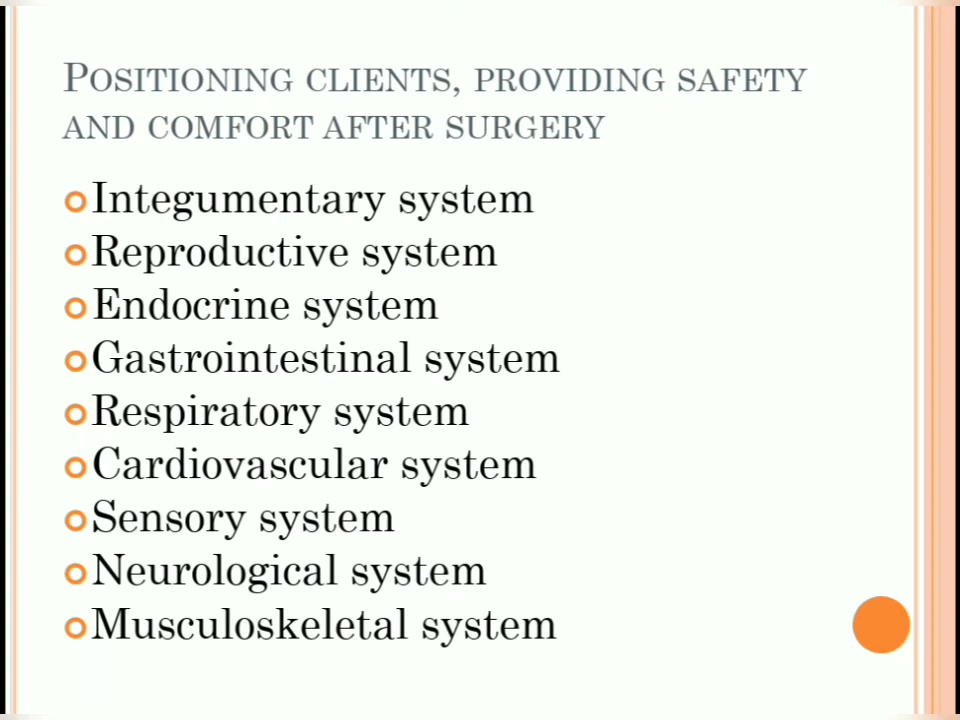 Positioning clients, providing safety
and comfort after surgery
Integumentary system
Reproductive system
Endocrine system
Gastrointestinal system
Respiratory system
Cardiovascular system
Sensory system
Neurological system
Musculoskeletal system